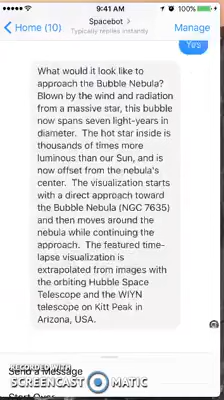 9:41 AM
100%
Home (10)
Spacebot
Typically replies instantly
Manage
Yes
What would it look like to
approach the Bubble Nebula?
Blown by the wind and radiation
from a massive star, this bubble
now spans seven light-years in
diameter. The hot star inside is
thousands of times more
luminous than our Sun, and is
now offset from the nebula's
center. The visualization starts
with a direct approach toward
the Bubble Nebula (NGC 7635)
and then moves around the
nebula while continuing the
approach. The featured time-
lapse visualization is
extrapolated from images with
the orbiting Hubble Space
Telescope and the WIYN
telescope on Kitt Peak in
Arizona, USA.
RECORDED WITH
Send a Message
SCREENCAST MATIC
Start Over